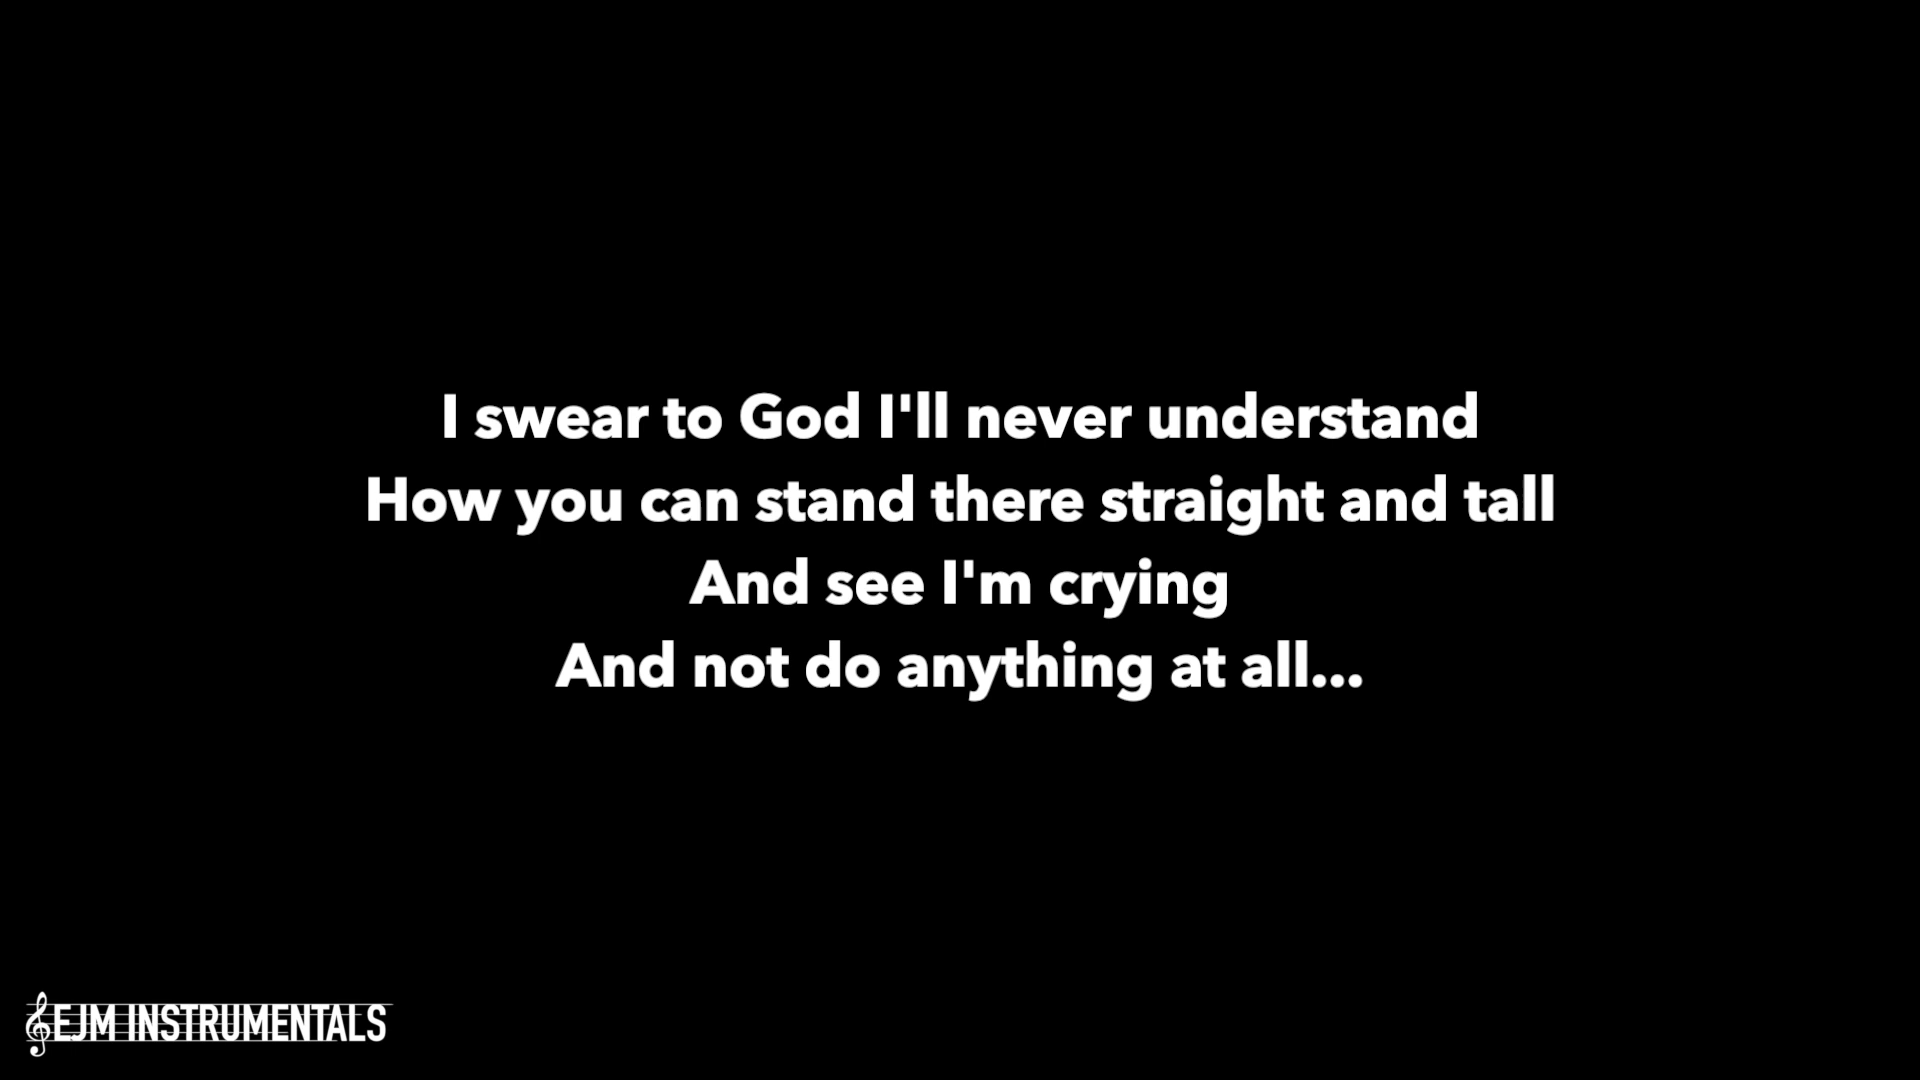 I swear to God I'll never understand
How you can stand there straight and tall
And see I'm crying
And not do anything at all...
EJM INSTRUMENTALS